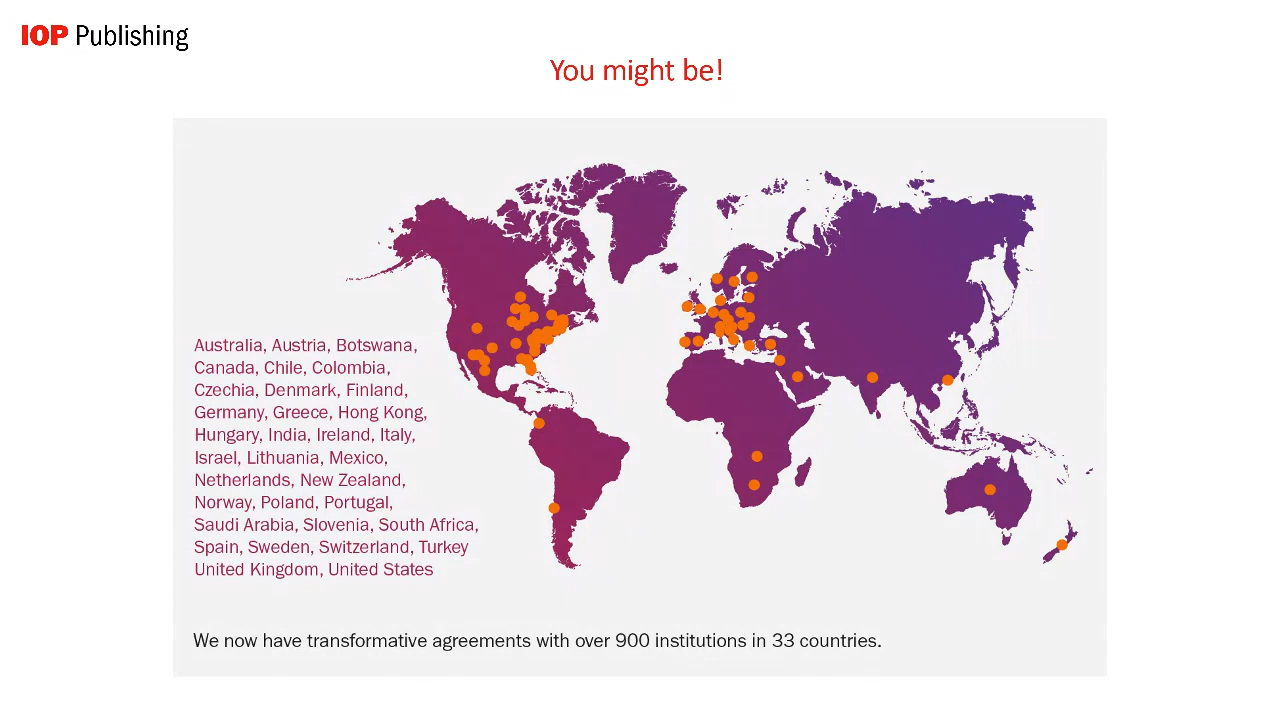 IOP Publishing
You might be!
Australia, Austria, Botswana,
Canada, Chile, Colombia,
Czechia, Denmark, Finland,
Germany, Greece, Hong Kong,
Hungary, India, Ireland, Italy,
Israel, Lithuania, Mexico,
Netherlands, New Zealand,
Norway, Poland, Portugal,
Saudi Arabia, Slovenia, South Africa,
Spain, Sweden, Switzerland, Turkey
United Kingdom, United States
We now have transformative agreements with over 900 institutions in 33 countries.